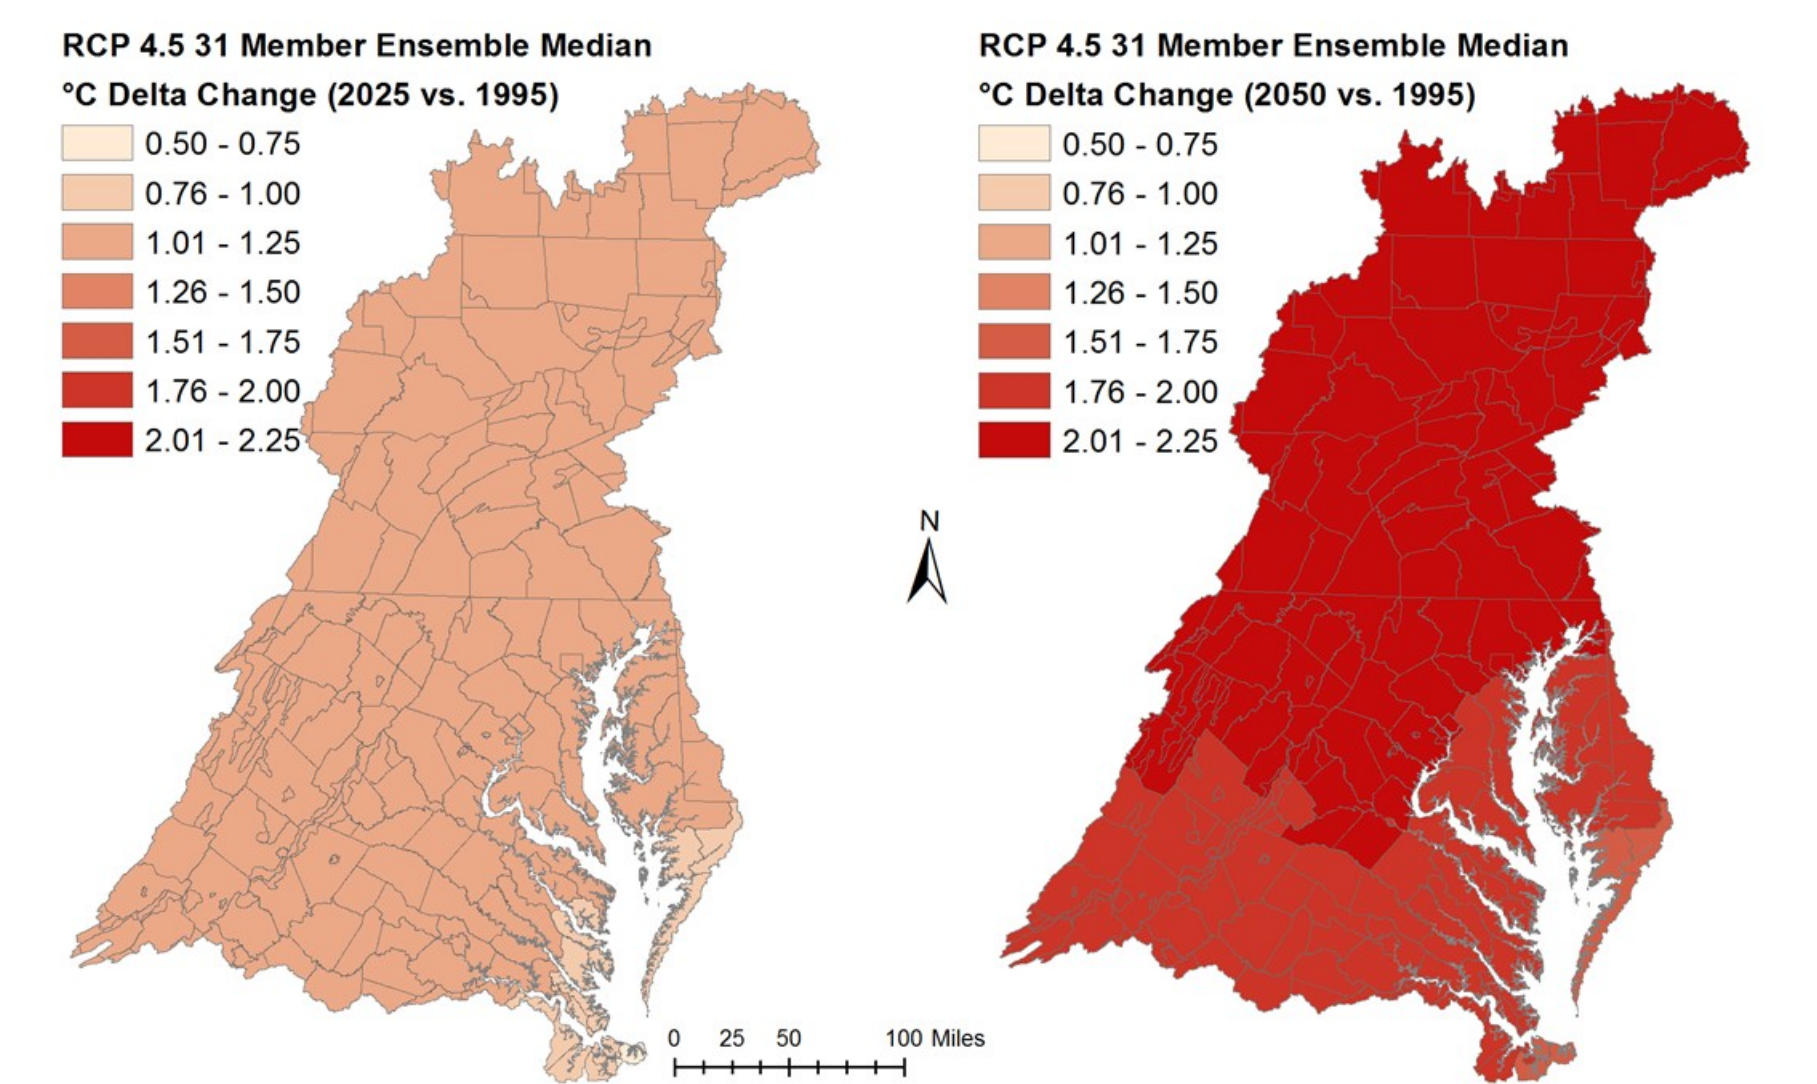 RCP 4.5 31 Member Ensemble Median
°C Delta Change (2025 vs. 1995)
0.50 - 0.75
0.76 - 1.00
1.01 - 1.25
1.26 - 1.50
1.51 - 1.75
1.76 - 2.00
2.01 - 2.25
RCP 4.5 31 Member Ensemble Median
°C Delta Change (2050 vs. 1995)
0.50 - 0.75
0.76 - 1.00
1.01 - 1.25
1.26 - 1.50
1.51 - 1.75
1.76 - 2.00
2.01 - 2.25
N
0 25 50 100 Miles